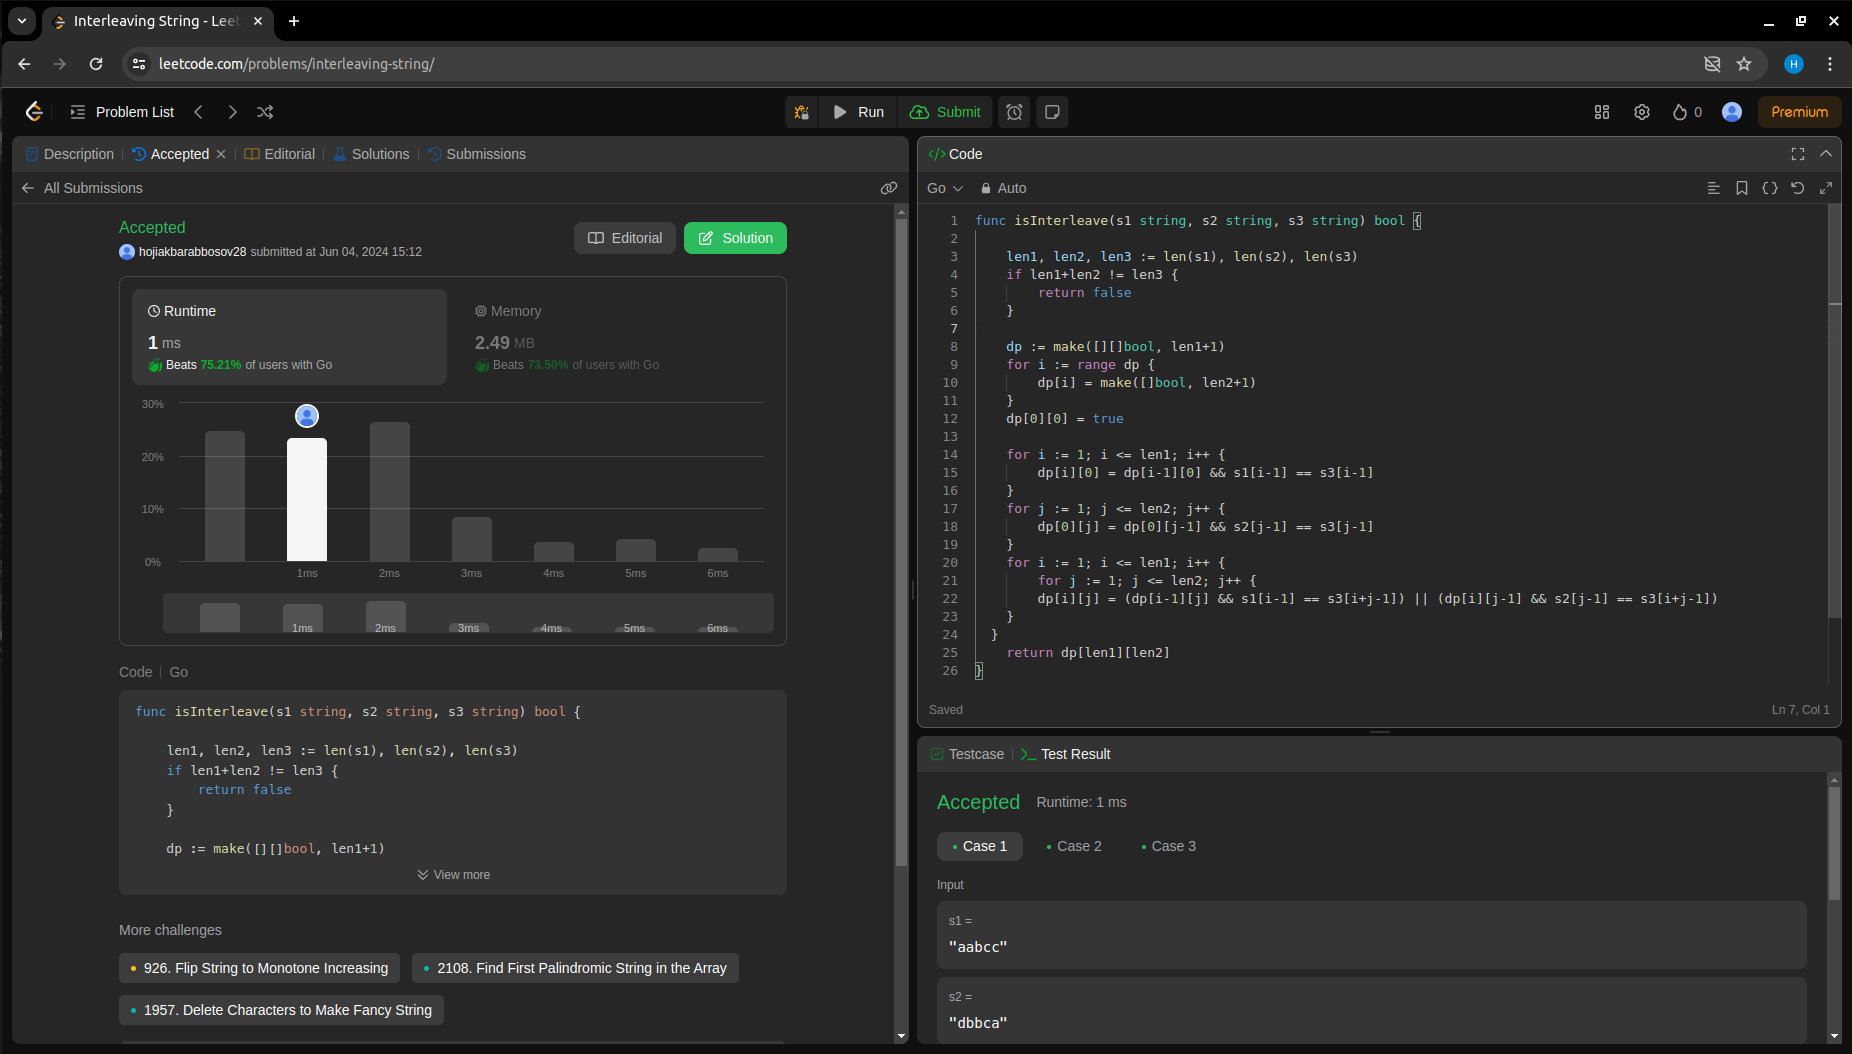 Interleaving String - Leet
leetcode.com/problems/interleaving-string/
H
Problem List
Run
Submit
0
Premium
Description
Accepted
Editorial
Solutions
Submissions
All Submissions
Accepted
hojiakbarabbosov28 submitted at Jun 04, 2024 15:12
Editorial
Solution
Runtime
1 ms
Beats 75.21% of users with Go
Memory
2.49 MB
Beats 73.50% of users with Go
30%
20%
10%
0%
1ms 2ms 3ms 4ms 5ms 6ms
1ms 2ms 3ms 4ms 5ms 6ms
Code | Go
func isInterleave(s1 string, s2 string, s3 string) bool {
len1, len2, len3 := len(s1), len(s2), len(s3)
if len1+len2 != len3 {
return false
}
dp := make([][]bool, len1+1)
View more
More challenges
926. Flip String to Monotone Increasing
2108. Find First Palindromic String in the Array
1957. Delete Characters to Make Fancy String
</> Code
Go
Auto
1 func isInterleave(s1 string, s2 string, s3 string) bool {
2
3 len1, len2, len3 := len(s1), len(s2), len(s3)
4 if len1+len2 != len3 {
5 return false
6 }
7
8 dp := make([][]bool, len1+1)
9 for i := range dp {
10 dp[i] = make([]bool, len2+1)
11 }
12 dp[0][0] = true
13
14 for i := 1; i <= len1; i++ {
15 dp[i][0] = dp[i-1][0] && s1[i-1] == s3[i-1]
16 }
17 for j := 1; j <= len2; j++ {
18 dp[0][j] = dp[0][j-1] && s2[j-1] == s3[j-1]
19 }
20 for i := 1; i <= len1; i++ {
21 for j := 1; j <= len2; j++ {
22 dp[i][j] = (dp[i-1][j] && s1[i-1] == s3[i+j-1]) || (dp[i][j-1] && s2[j-1] == s3[i+j-1])
23 }
24 }
25 return dp[len1][len2]
26 }
Saved
Ln 7, Col 1
Testcase
Test Result
Accepted Runtime: 1 ms
Case 1
Case 2
Case 3
Input
s1 =
"aabcc"
s2 =
"dbbca"